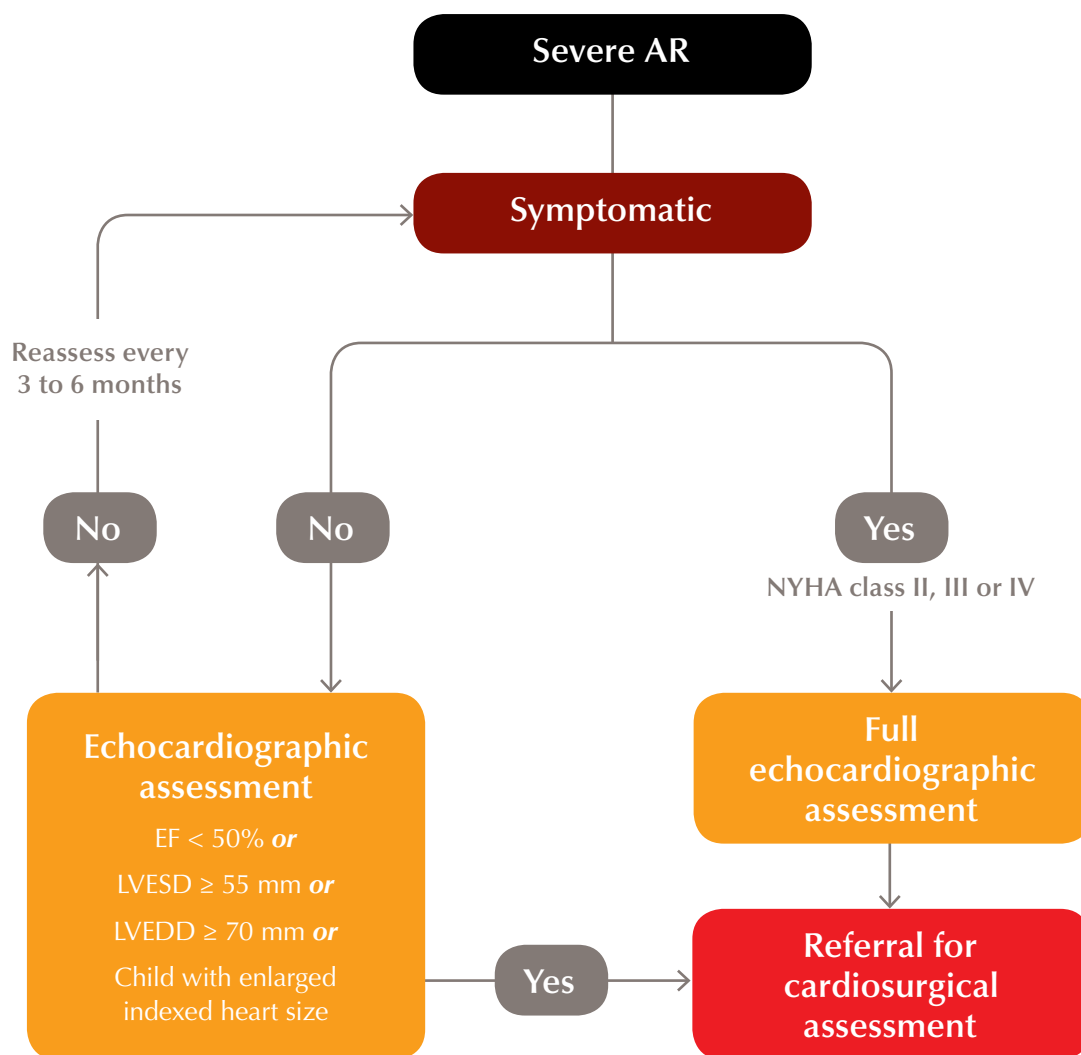 Severe AR
Symptomatic
Reassess every
3 to 6 months
No
No
Yes
NYHA class II, III or IV
Echocardiographic
assessment
EF < 50% or
LVESD ≥ 55 mm or
LVEDD ≥ 70 mm or
Child with enlarged
indexed heart size
Full
echocardiographic
assessment
Yes
Referral for
cardiosurgical
assessment